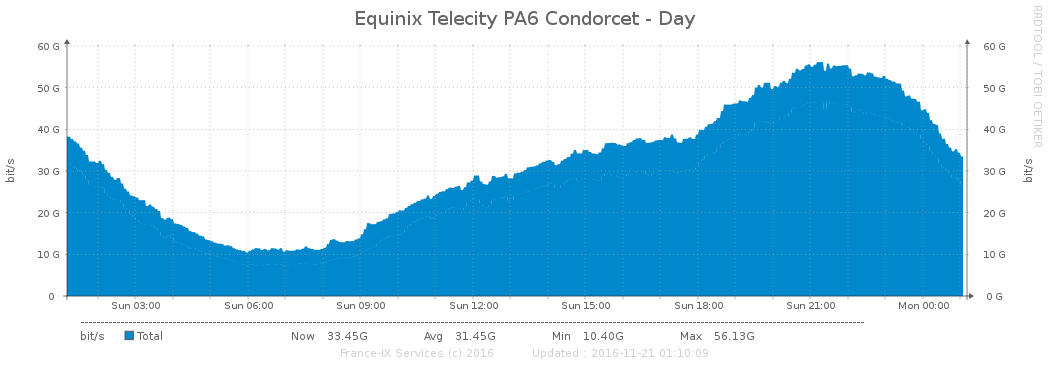 Equinix Telecity PA6 Condorcet - Day
RRDTOOL / TOBI OETIKER
60 G 60 G
50 G 50 G
40 G 40 G
30 G 30 G
20 G 20 G
10 G 10 G
0 0 G
bit/s
bit/s
Sun 03:00 Sun 06:00 Sun 09:00 Sun 12:00 Sun 15:00 Sun 18:00 Sun 21:00 Mon 00:00
bit/s Total Now 33.45G Avg 31.45G Min 10.40G Max 56.13G
France-IX Services (c) 2016 Updated : 2016-11-21 01:10:09